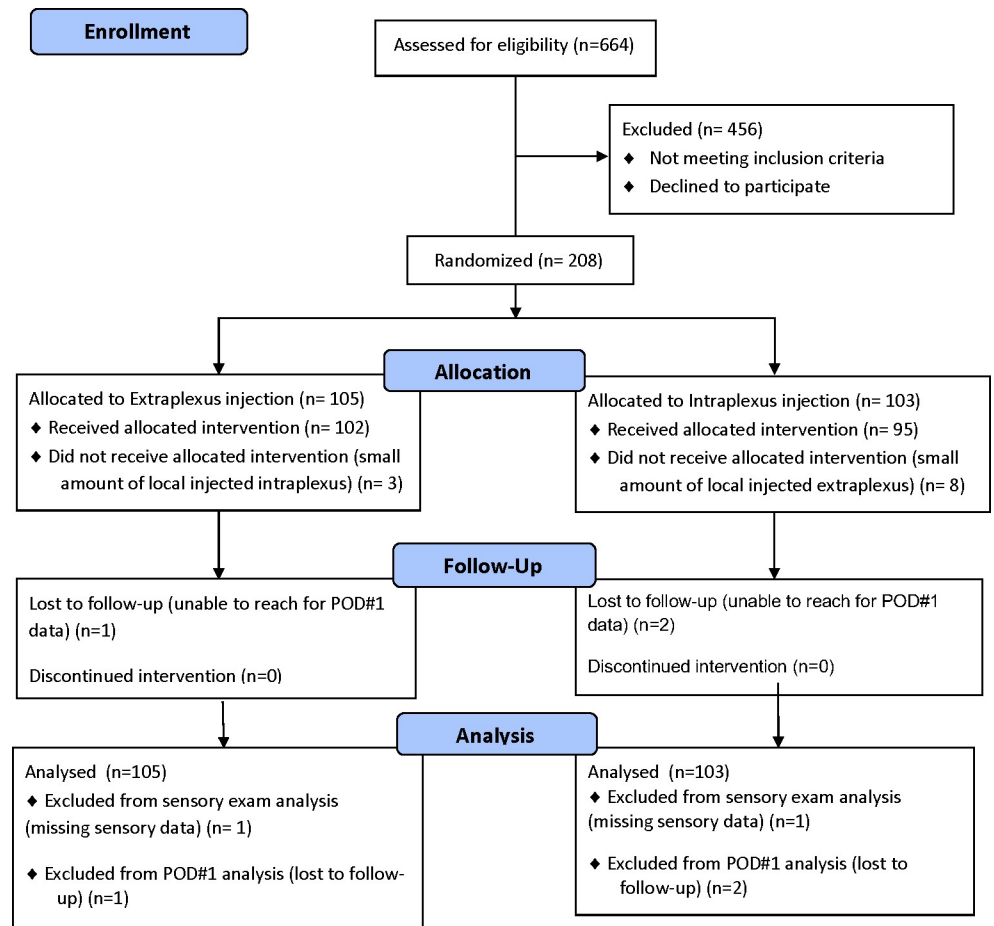 Enrollment
Assessed for eligibility (n=664)
Excluded (n= 456)
♦ Not meeting inclusion criteria
♦ Declined to participate
Randomized (n= 208)
Allocation
Allocated to Extraplexus injection (n= 105)
♦ Received allocated intervention (n= 102)
♦ Did not receive allocated intervention (small
amount of local injected intraplexus) (n= 3)
Allocated to Intraplexus injection (n= 103)
♦ Received allocated intervention (n= 95)
♦ Did not receive allocated intervention (small
amount of local injected extraplexus) (n= 8)
Follow-Up
Lost to follow-up (unable to reach for POD#1
data) (n=1)
Discontinued intervention (n=0)
Lost to follow-up (unable to reach for POD#1
data) (n=2)
Discontinued intervention (n=0)
Analysis
Analysed (n=105)
♦ Excluded from sensory exam analysis
(missing sensory data) (n= 1)
♦ Excluded from POD#1 analysis (lost to follow-
up) (n=1)
Analysed (n=103)
♦ Excluded from sensory exam analysis
(missing sensory data) (n=1)
♦ Excluded from POD#1 analysis (lost to
follow-up) (n=2)